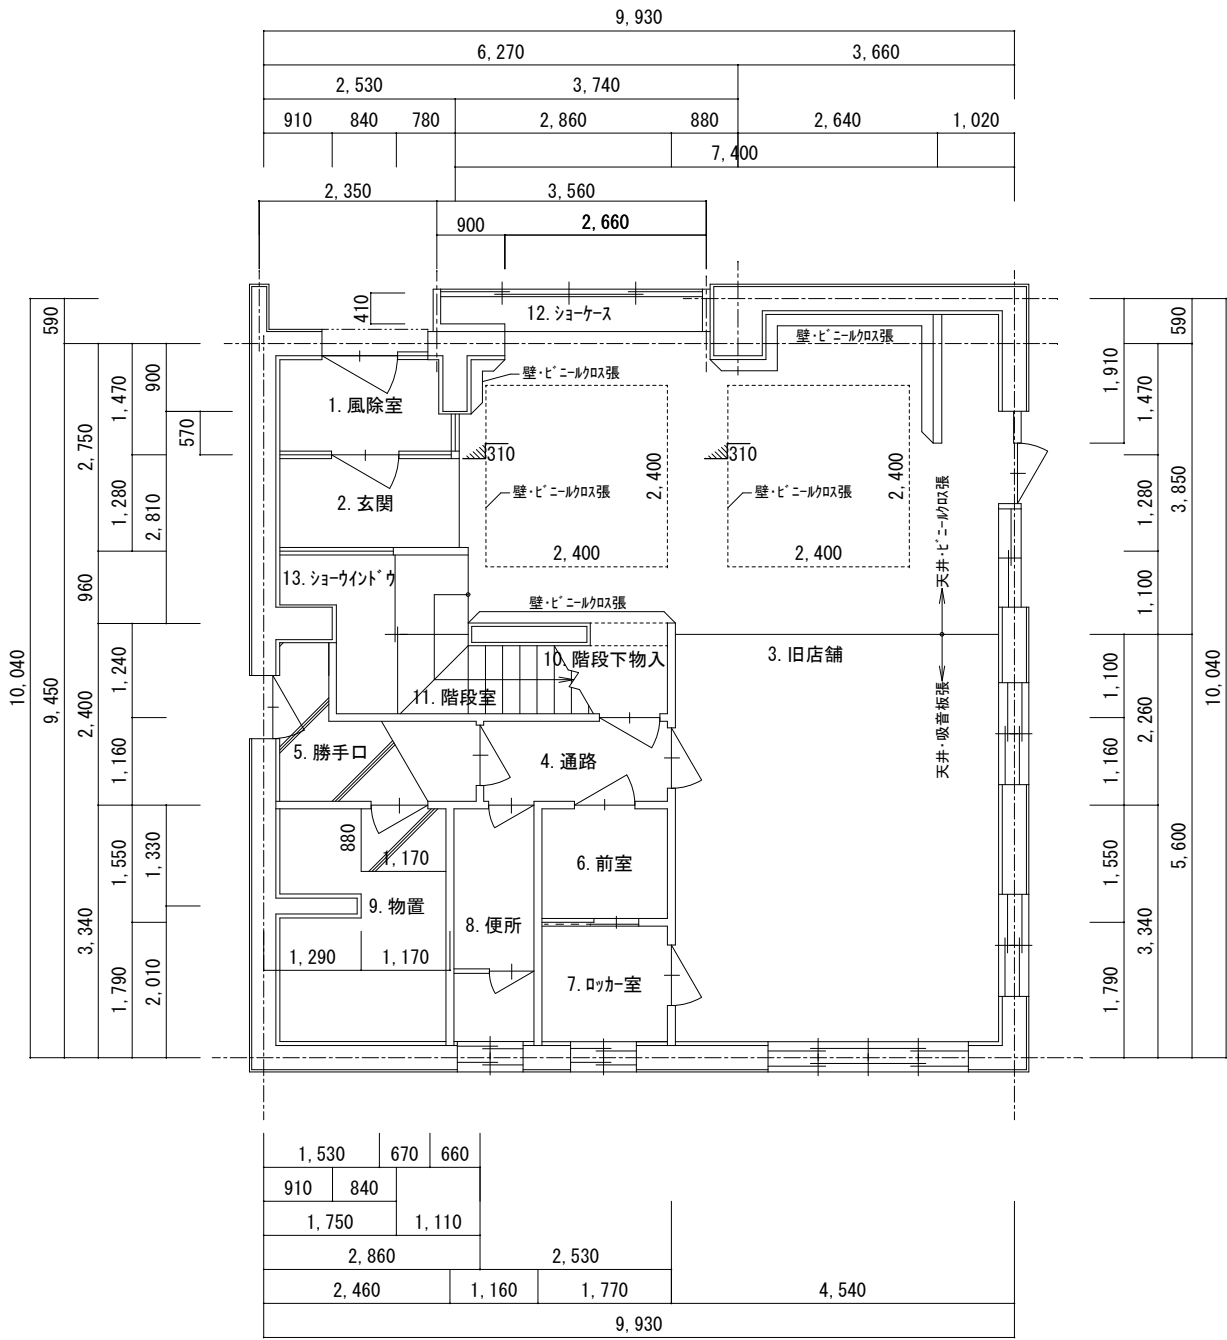 9,930
6,270 3,660
2,530 3,740
910 840 780 2,860 880 2,640 1,020
7,400
2,350 3,560
900 2,660
590
410
12.ショーケース
590
壁・ビニールクロス張
1,910
1,470
900
壁・ビニールクロス張
1,470
1.風除室
570
2,750
310
310
2,400
2,400
3,850
1,280
2,810
2.玄関
壁・ビニールクロス張
壁・ビニールクロス張
1,280
天井・ビニールクロス張
2,400
2,400
13.ショーウインドウ
960
1,100
壁・ビニールクロス張
10,040
9,450
2,400
1,240
10.階段下物入
3.旧店舗
1,100
2,260
10,040
11.階段室
天井・吸音板張
1,160
5.勝手口
4.通路
1,160
1,550
1,330
880
1,170
6.前室
1,550
5,600
3,340
9.物置
8.便所
3,340
1,290 1,170
1,790
2,010
7.ロッカー室
1,790
1,530 670 660
910 840
1,750 1,110
2,860 2,530
2,460 1,160 1,770 4,540
9,930